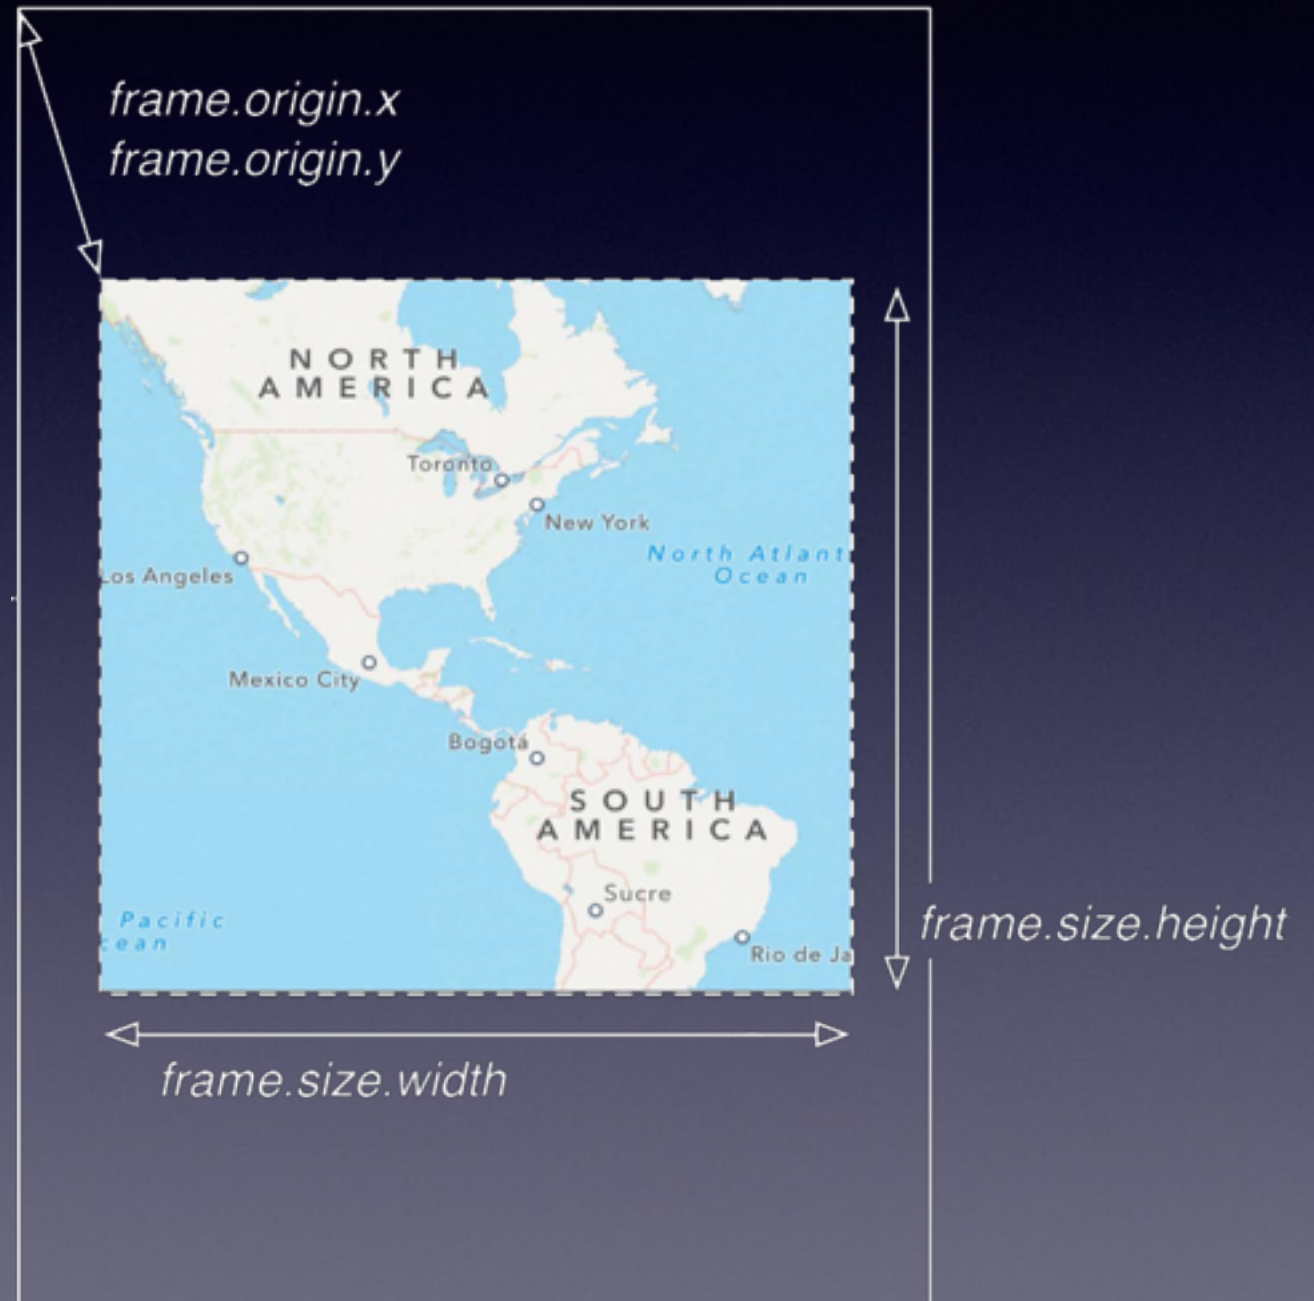 frame.origin.x
frame.origin.y
NORTH
AMERICA
Toronto
New York
North Atlant
Ocean
Los Angeles
Mexico City
Bogotá
SOUTH
AMERICA
Sucre
Pacific
cean
Rio de Ja
frame.size.height
frame.size.width